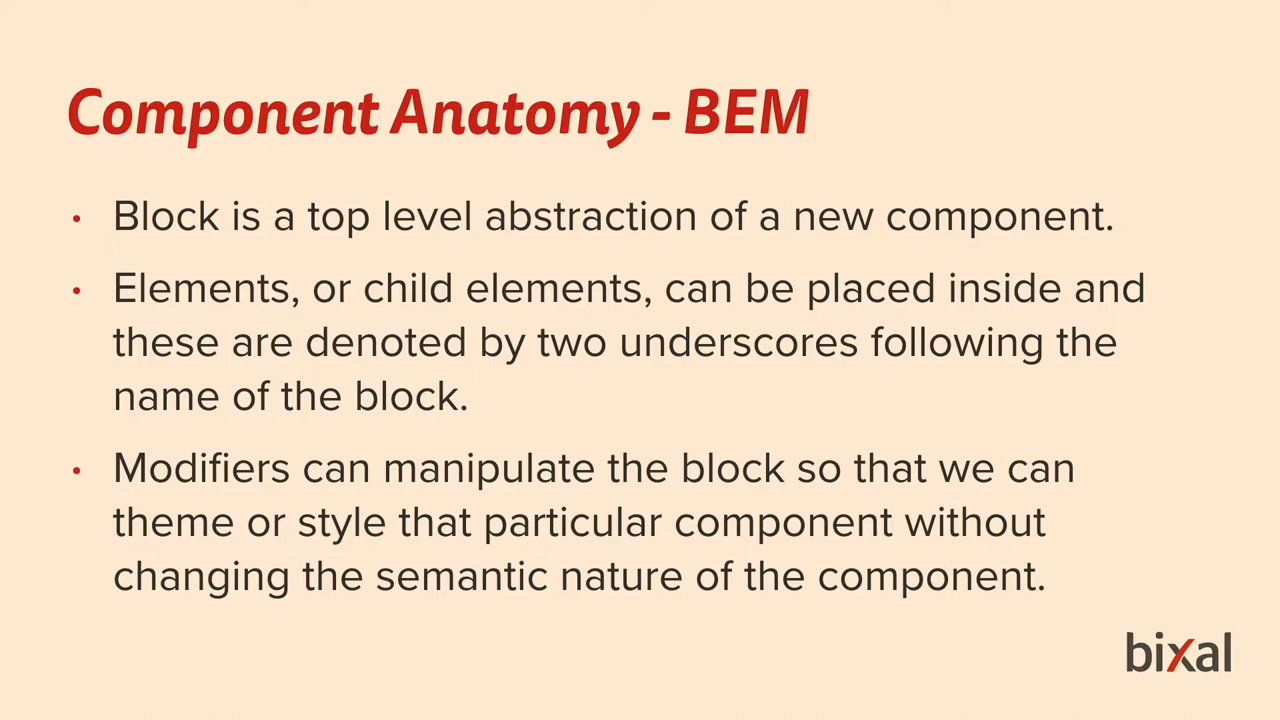 Component Anatomy - BEM
• Block is a top level abstraction of a new component.
• Elements, or child elements, can be placed inside and
these are denoted by two underscores following the
name of the block.
• Modifiers can manipulate the block so that we can
theme or style that particular component without
changing the semantic nature of the component.
bixal